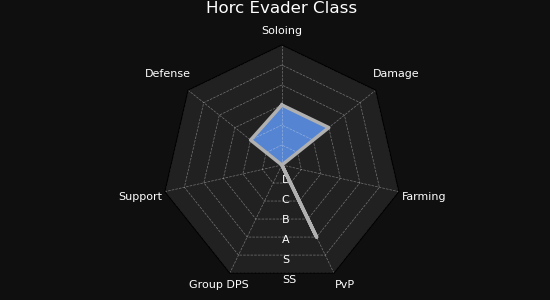 Horc Evader Class
Soloing
Defense
Damage
Support
Farming
D
C
B
A
S
SS
Group DPS
PvP